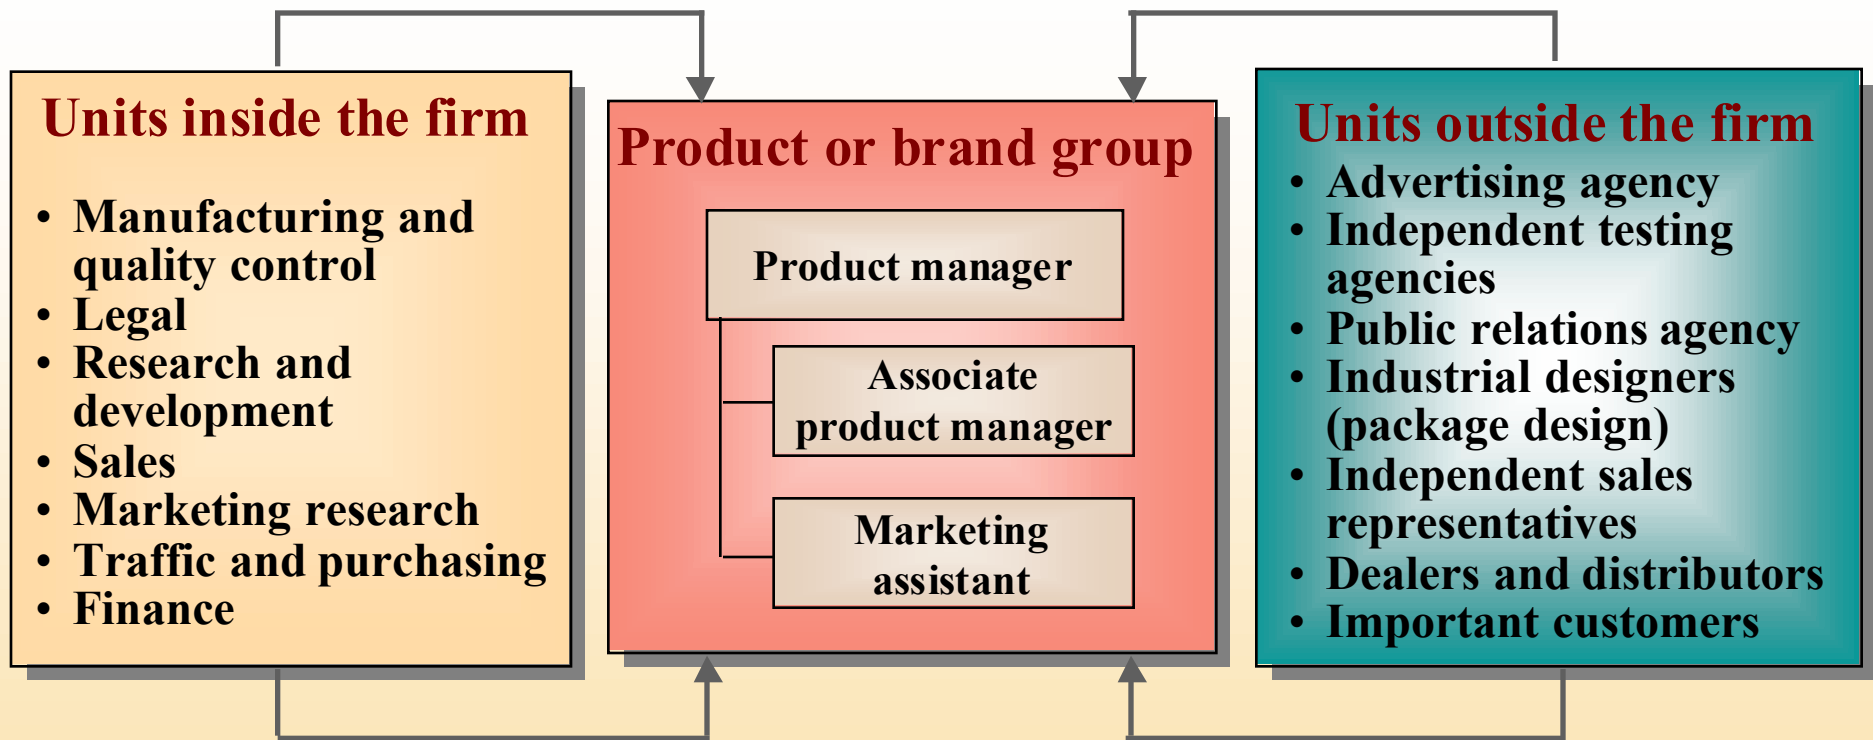 Units inside the firm
• Manufacturing and
quality control
• Legal
• Research and
development
• Sales
• Marketing research
• Traffic and purchasing
• Finance
Product or brand group
Product manager
Associate
product manager
Marketing
assistant
Units outside the firm
• Advertising agency
• Independent testing
agencies
• Public relations agency
• Industrial designers
(package design)
• Independent sales
representatives
• Dealers and distributors
• Important customers